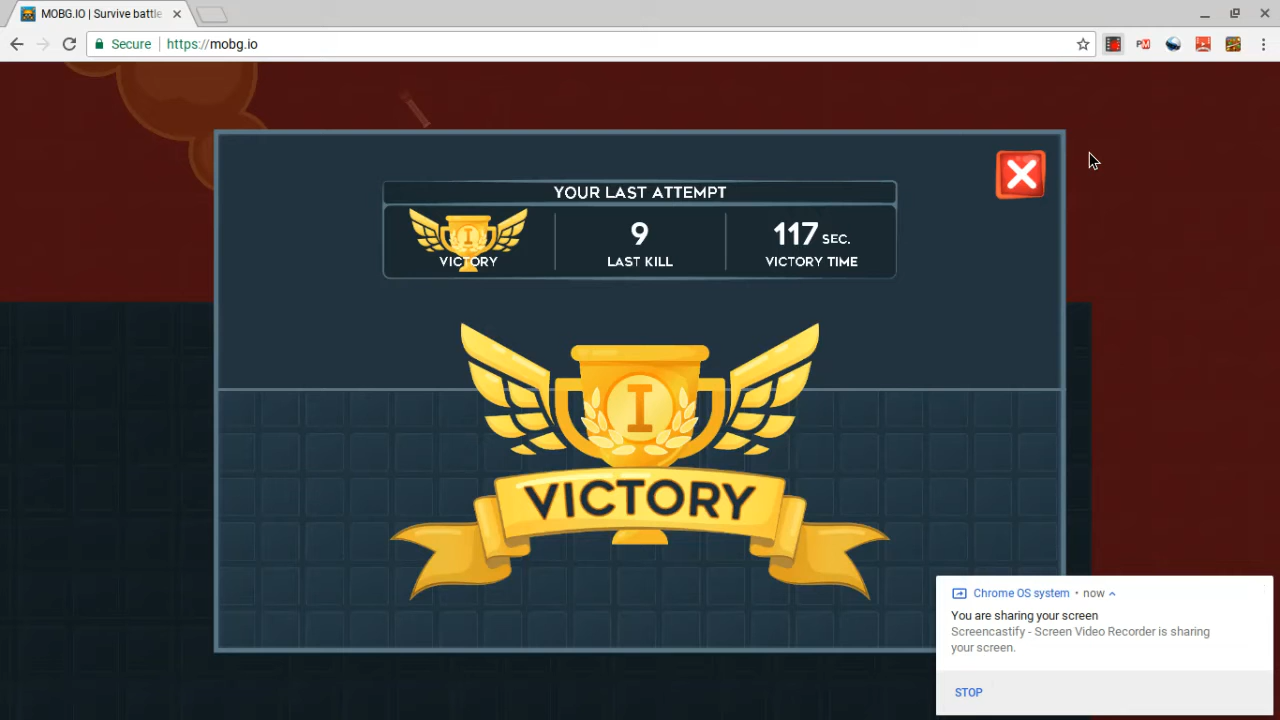 MOBG.IO | Survive battle
Secure
https://mobg.io
PM
YOUR LAST ATTEMPT
I
VICTORY
9
LAST KILL
117 SEC.
VICTORY TIME
I
VICTORY
Chrome OS system • now
You are sharing your screen
Screencastify - Screen Video Recorder is sharing
your screen.
STOP